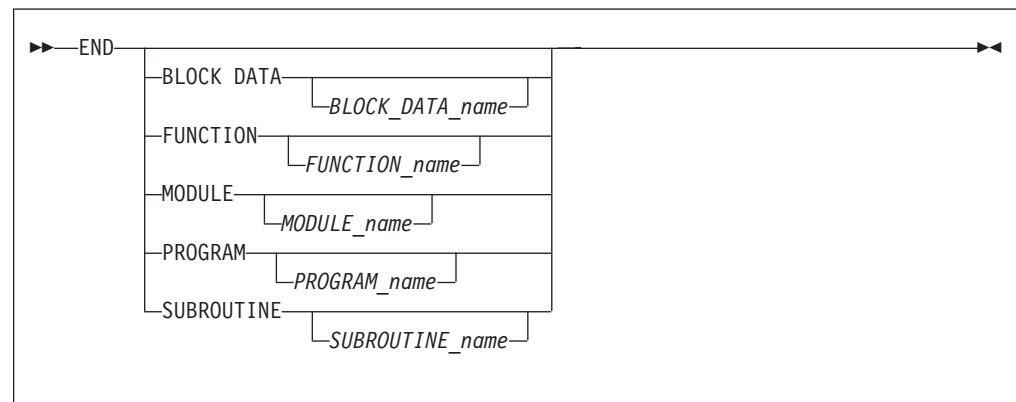 END
BLOCK DATA
BLOCK_DATA_name
FUNCTION
FUNCTION_name
MODULE
MODULE_name
PROGRAM
PROGRAM_name
SUBROUTINE
SUBROUTINE_name